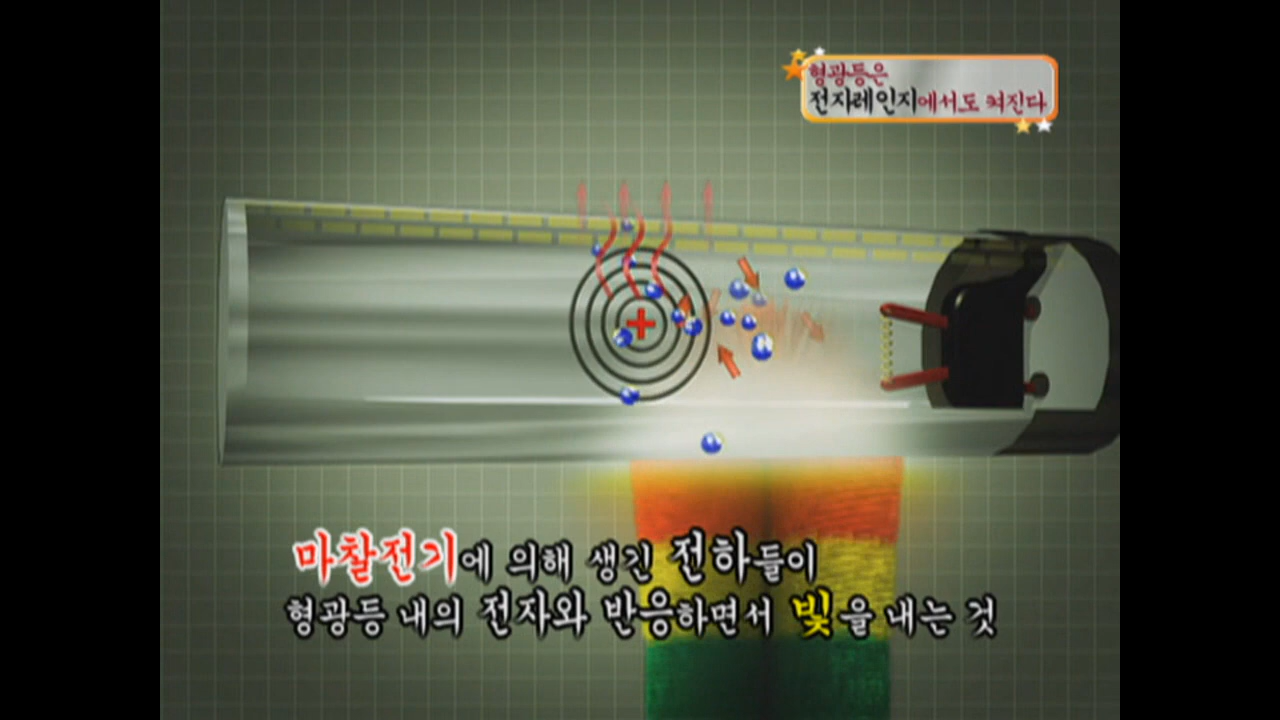 형광등은
전자레인지에서도 켜진다
마찰전기에 의해 생긴 전하들이
형광등 내의 전자와 반응하면서 빛을 내는 것